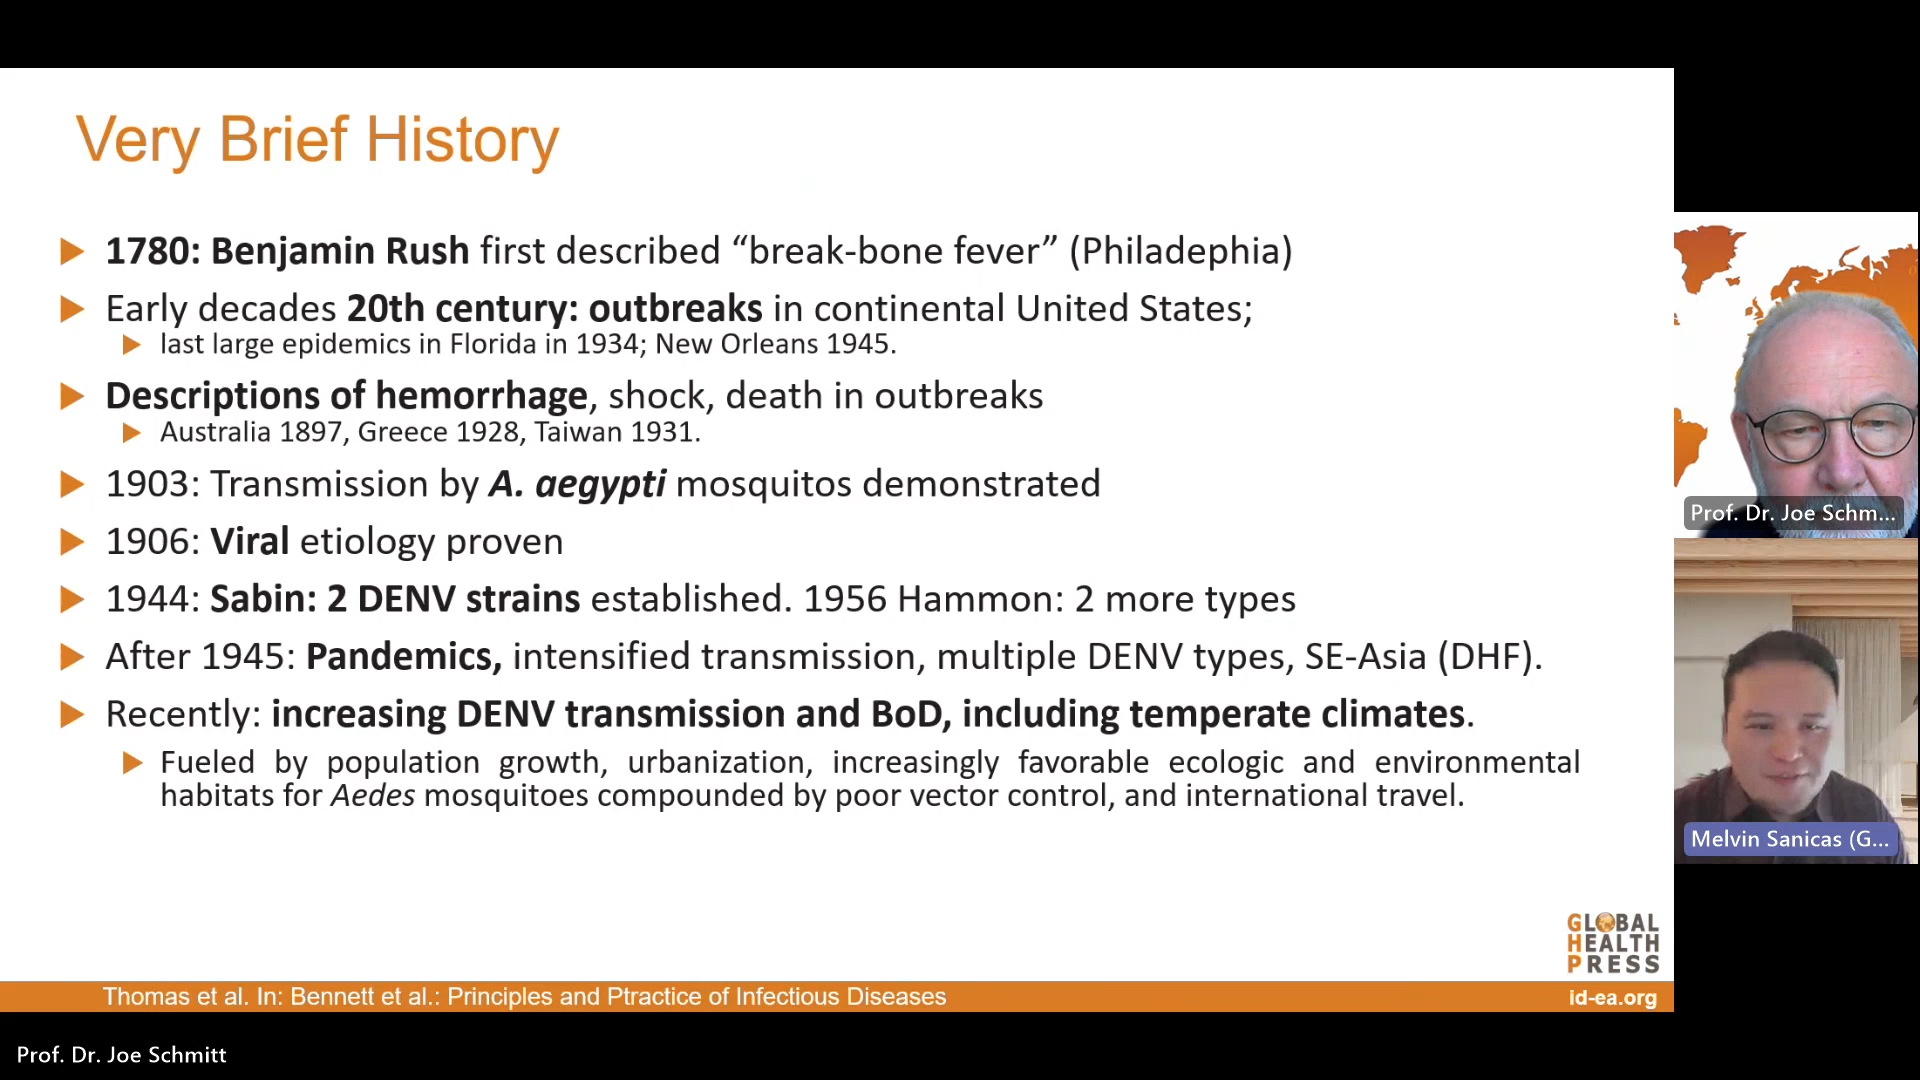 Very Brief History
1780: Benjamin Rush first described “break-bone fever” (Philadephia)
Early decades 20th century: outbreaks in continental United States;
last large epidemics in Florida in 1934; New Orleans 1945.
Descriptions of hemorrhage, shock, death in outbreaks
Australia 1897, Greece 1928, Taiwan 1931.
1903: Transmission by A. aegypti mosquitos demonstrated
1906: Viral etiology proven
1944: Sabin: 2 DENV strains established. 1956 Hammon: 2 more types
After 1945: Pandemics, intensified transmission, multiple DENV types, SE-Asia (DHF).
Recently: increasing DENV transmission and BoD, including temperate climates.
Fueled by population growth, urbanization, increasingly favorable ecologic and environmental
habitats for Aedes mosquitoes compounded by poor vector control, and international travel.
GLOBAL
HEALTH
PRESS
Thomas et al. In: Bennett et al.: Principles and Ptractice of Infectious Diseases
id-ea.org
Prof. Dr. Joe Schm...
Melvin Sanicas (G...
Prof. Dr. Joe Schmitt